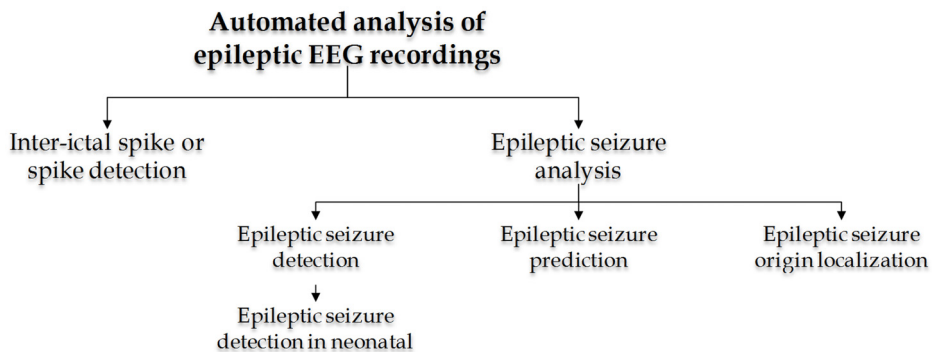 Automated analysis of
epileptic EEG recordings
Inter-ictal spike or
spike detection
Epileptic seizure
analysis
Epileptic seizure
detection
Epileptic seizure
prediction
Epileptic seizure
origin localization
Epileptic seizure
detection in neonatal